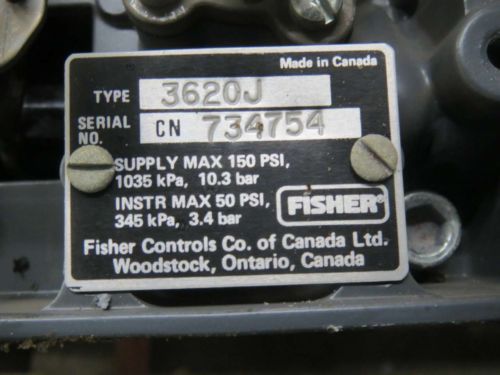 Made in Canada
TYPE 3620J
SERIAL NO. CN 734754
SUPPLY MAX 150 PSI,
1035 kPa, 10.3 bar
INSTR MAX 50 PSI,
345 kPa, 3.4 bar
FISHER®
Fisher Controls Co. of Canada Ltd.
Woodstock, Ontario, Canada